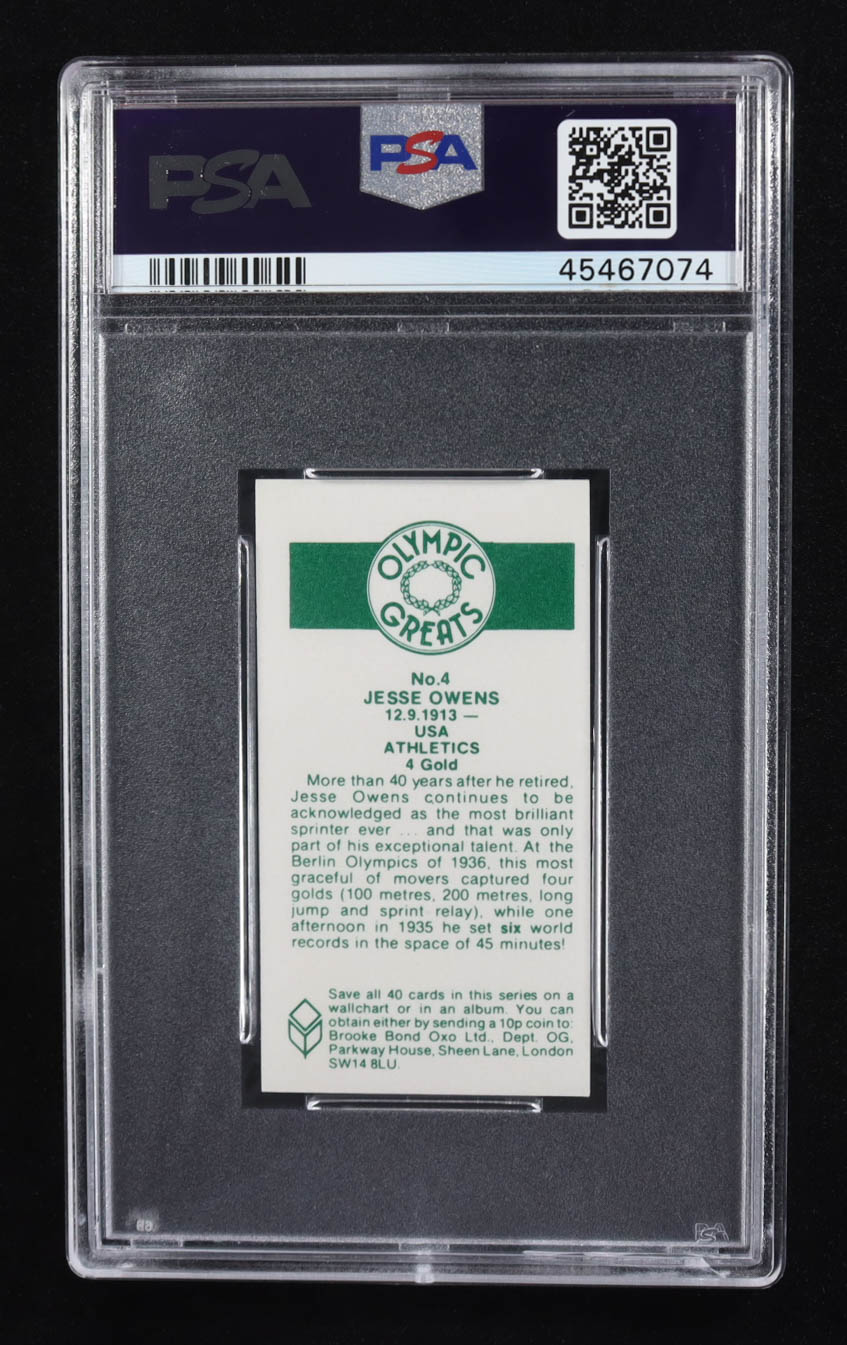 PSA
PSA
45467074
OLYMPIC
GREATS
No.4
JESSE OWENS
12.9.1913 —
USA
ATHLETICS
4 Gold
More than 40 years after he retired,
Jesse Owens continues to be
acknowledged as the most brilliant
sprinter ever ... and that was only
part of his exceptional talent. At the
Berlin Olympics of 1936, this most
graceful of movers captured four
golds (100 metres, 200 metres, long
jump and sprint relay), while one
afternoon in 1935 he set six world
records in the space of 45 minutes!
Save all 40 cards in this series on a
wallchart or in an album. You can
obtain either by sending a 10p coin to:
Brooke Bond Oxo Ltd., Dept. OG,
Parkway House, Sheen Lane, London
SW14 8LU.
PSA